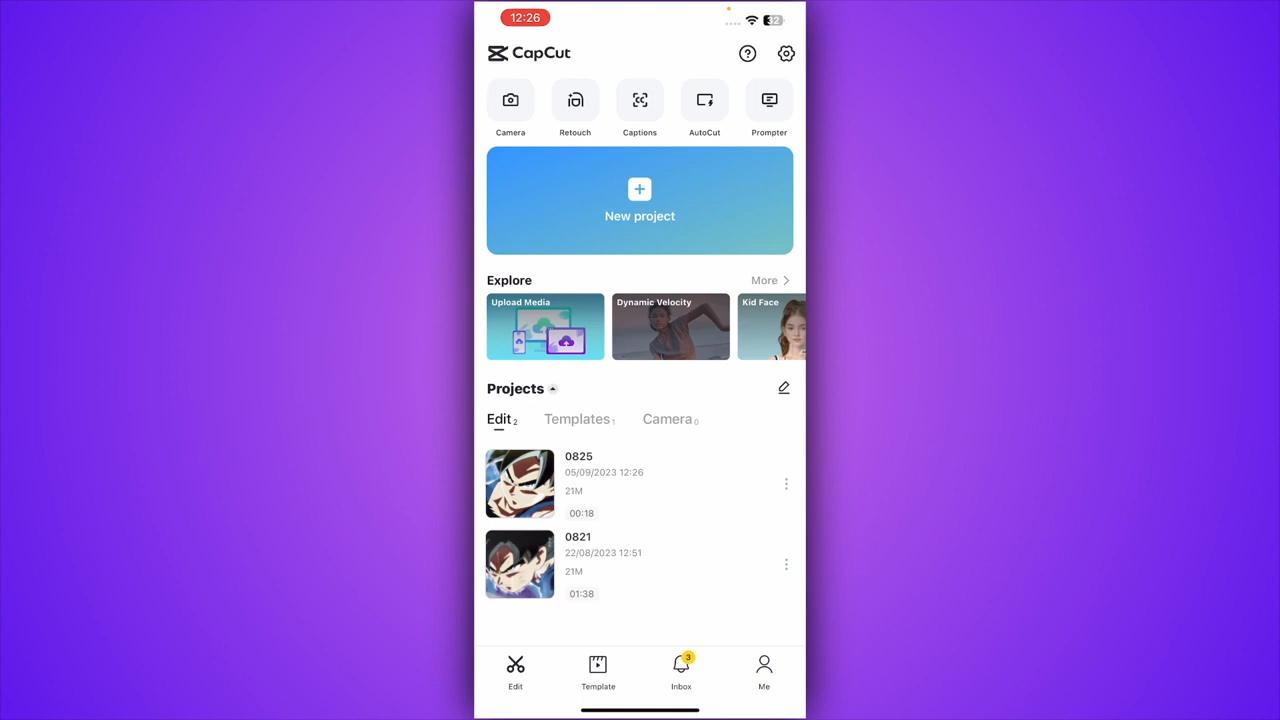 12:26
32
CapCut
Camera
Retouch
Captions
AutoCut
Prompter
New project
Explore
More
Upload Media
Dynamic Velocity
Kid Face
Projects
Edit 2
Templates 1
Camera 0
0825
05/09/2023 12:26
21M
00:18
0821
22/08/2023 12:51
21M
01:38
3
Edit
Template
Inbox
Me